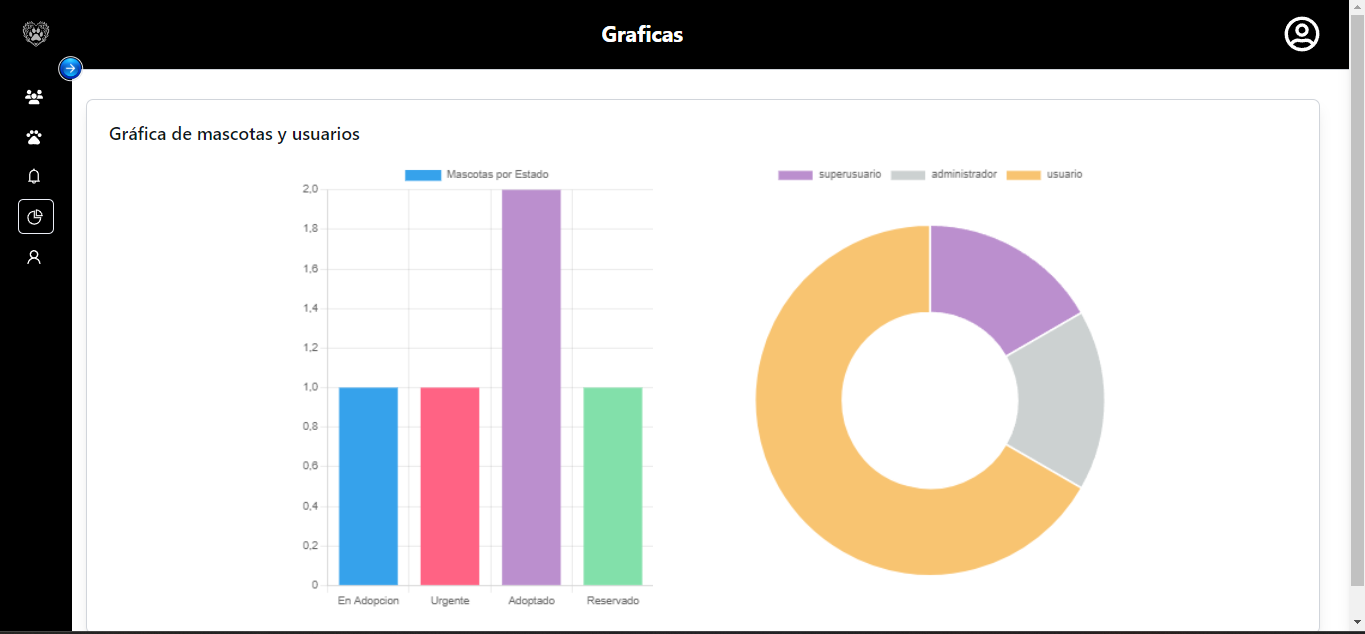 Graficas
Gráfica de mascotas y usuarios
Mascotas por Estado
2,0
1,8
1,6
1,4
1,2
1,0
0,8
0,6
0,4
0,2
0
En Adopcion Urgente Adoptado Reservado
superusuario administrador usuario